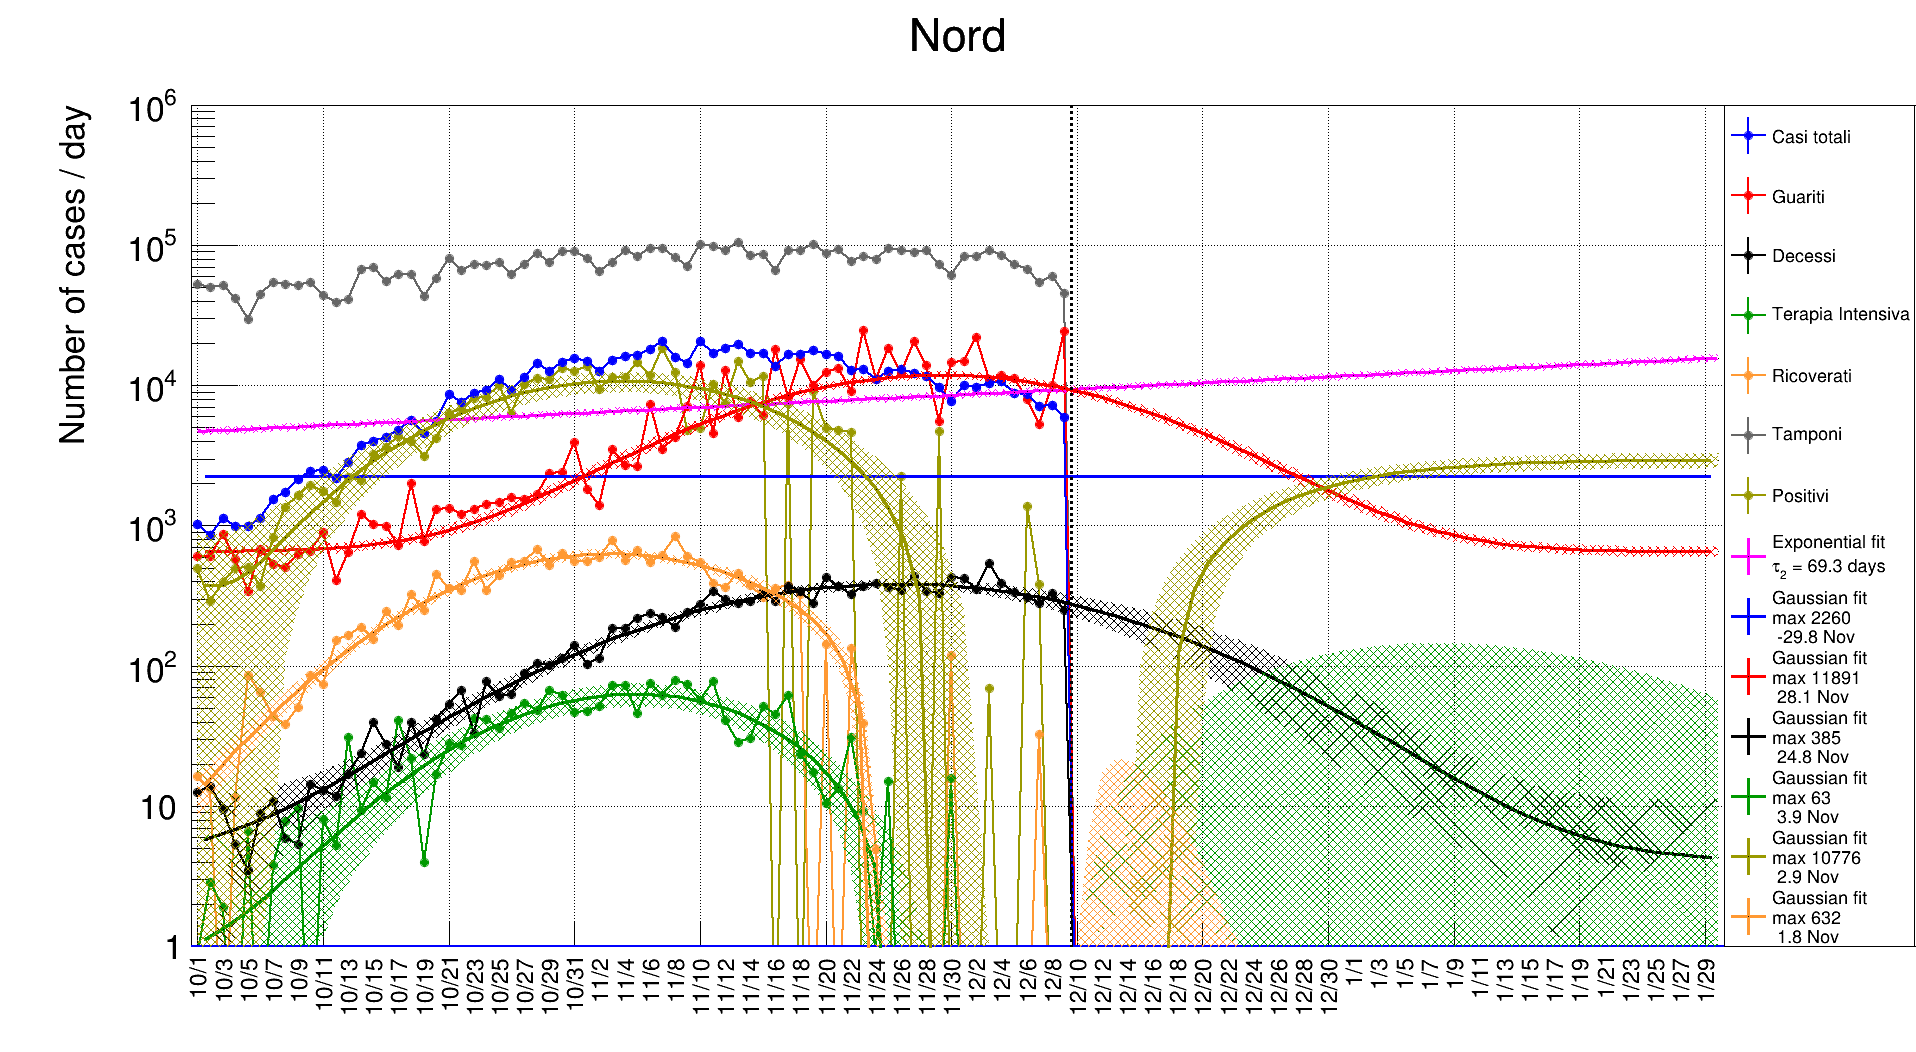 Nord
Number of cases / day
10^6
10^5
10^4
10^3
10^2
10
1
10/1
10/3
10/5
10/7
10/9
10/11
10/13
10/15
10/17
10/19
10/21
10/23
10/25
10/27
10/29
10/31
11/2
11/4
11/6
11/8
11/10
11/12
11/14
11/16
11/18
11/20
11/22
11/24
11/26
11/28
11/30
12/2
12/4
12/6
12/8
12/10
12/12
12/14
12/16
12/18
12/20
12/22
12/24
12/26
12/28
12/30
1/1
1/3
1/5
1/7
1/9
1/11
1/13
1/15
1/17
1/19
1/21
1/23
1/25
1/27
1/29
Casi totali
Guariti
Decessi
Terapia Intensiva
Ricoverati
Tamponi
Positivi
Exponential fit
τ₂ = 69.3 days
Gaussian fit
max 2260
-29.8 Nov
Gaussian fit
max 11891
28.1 Nov
Gaussian fit
max 385
24.8 Nov
Gaussian fit
max 63
3.9 Nov
Gaussian fit
max 10776
2.9 Nov
Gaussian fit
max 632
1.8 Nov